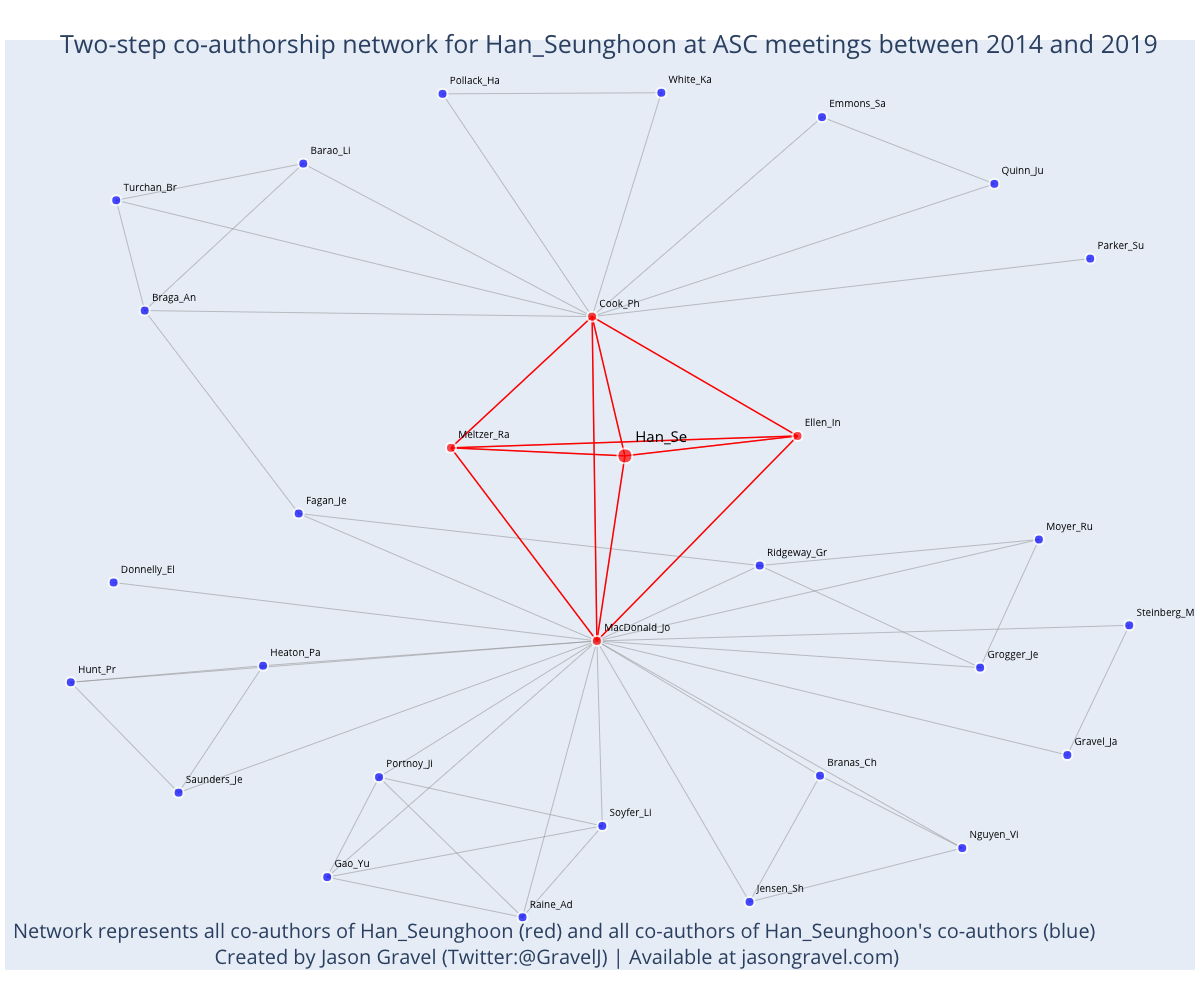 Two-step co-authorship network for Han_Seunghoon at ASC meetings between 2014 and 2019
Pollack_Ha
White_Ka
Emmons_Sa
Barao_Li
Quinn_Ju
Turchan_Br
Parker_Su
Braga_An
Cook_Ph
Ellen_In
Meltzer_Ra
Han_Se
Fagan_Je
Moyer_Ru
Ridgeway_Gr
Donnelly_El
Steinberg_M
MacDonald_Jo
Heaton_Pa
Grogger_Je
Hunt_Pr
Gravel_Ja
Portnoy_Ji
Branas_Ch
Saunders_Je
Soyfer_Li
Nguyen_Vi
Gao_Yu
Jensen_Sh
Raine_Ad
Network represents all co-authors of Han_Seunghoon (red) and all co-authors of Han_Seunghoon's co-authors (blue)
Created by Jason Gravel (Twitter:@GravelJ) | Available at jasongravel.com)